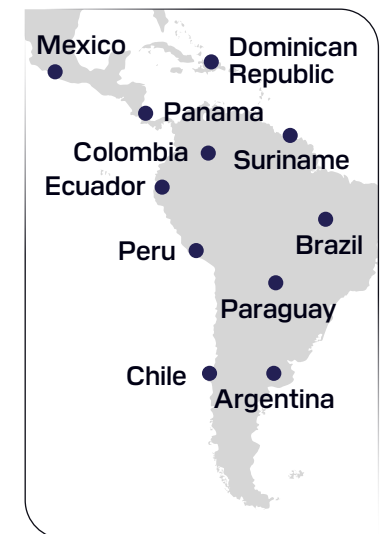 Mexico
Dominican
Republic
Panama
Colombia
Suriname
Ecuador
Brazil
Peru
Paraguay
Chile
Argentina